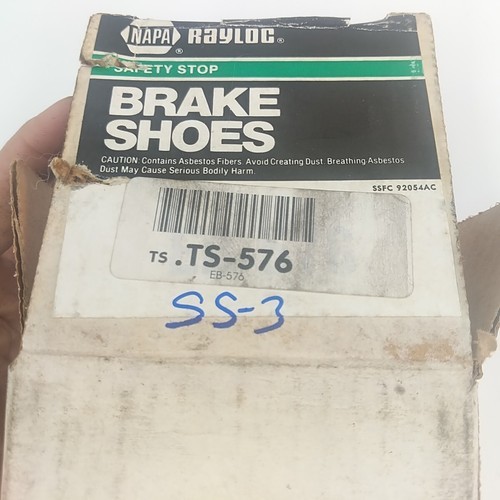 NAPA® RAYLOC®
SAFETY STOP
BRAKE
SHOES
CAUTION: Contains Asbestos Fibers. Avoid Creating Dust. Breathing Asbestos
Dust May Cause Serious Bodily Harm.
SSFC 92054AC
TS .TS-576
EB-576
SS-3